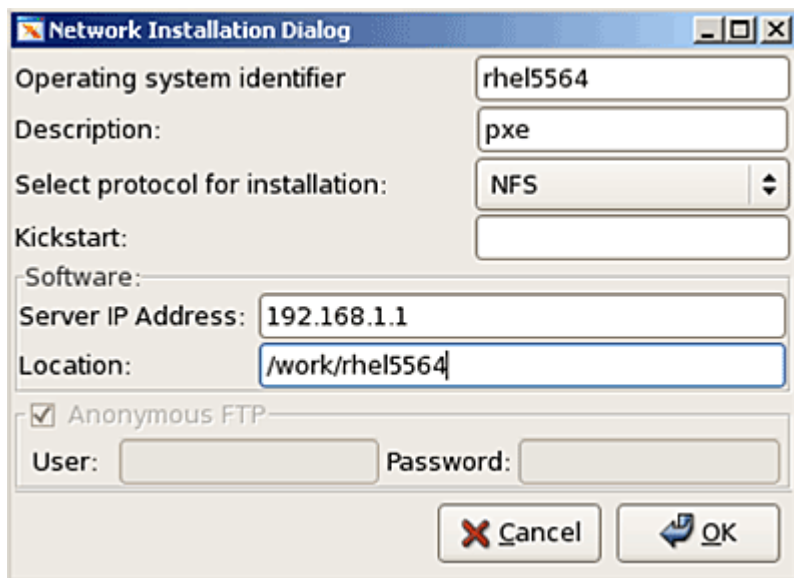 Network Installation Dialog
Operating system identifier rhel5564
Description: pxe
Select protocol for installation: NFS
Kickstart:
Software:
Server IP Address: 192.168.1.1
Location: /work/rhel5564
Anonymous FTP
User: Password:
Cancel OK